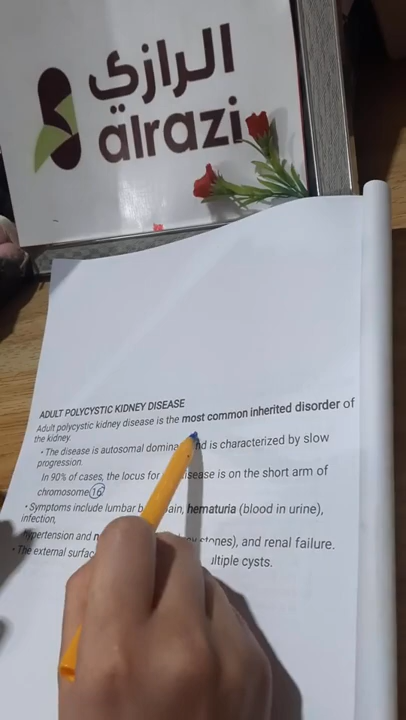 الرازي
alrazi
ADULT POLYCYSTIC KIDNEY DISEASE
Adult polycystic kidney disease is the most common inherited disorder of
the kidney.
• The disease is autosomal domina nd is characterized by slow
progression.
In 90% of cases, the locus for isease is on the short arm of
chromosome 16
• Symptoms include lumbar b ain, hematuria (blood in urine),
infection,
hypertension and stones), and renal failure.
• The external surfac ultiple cysts.